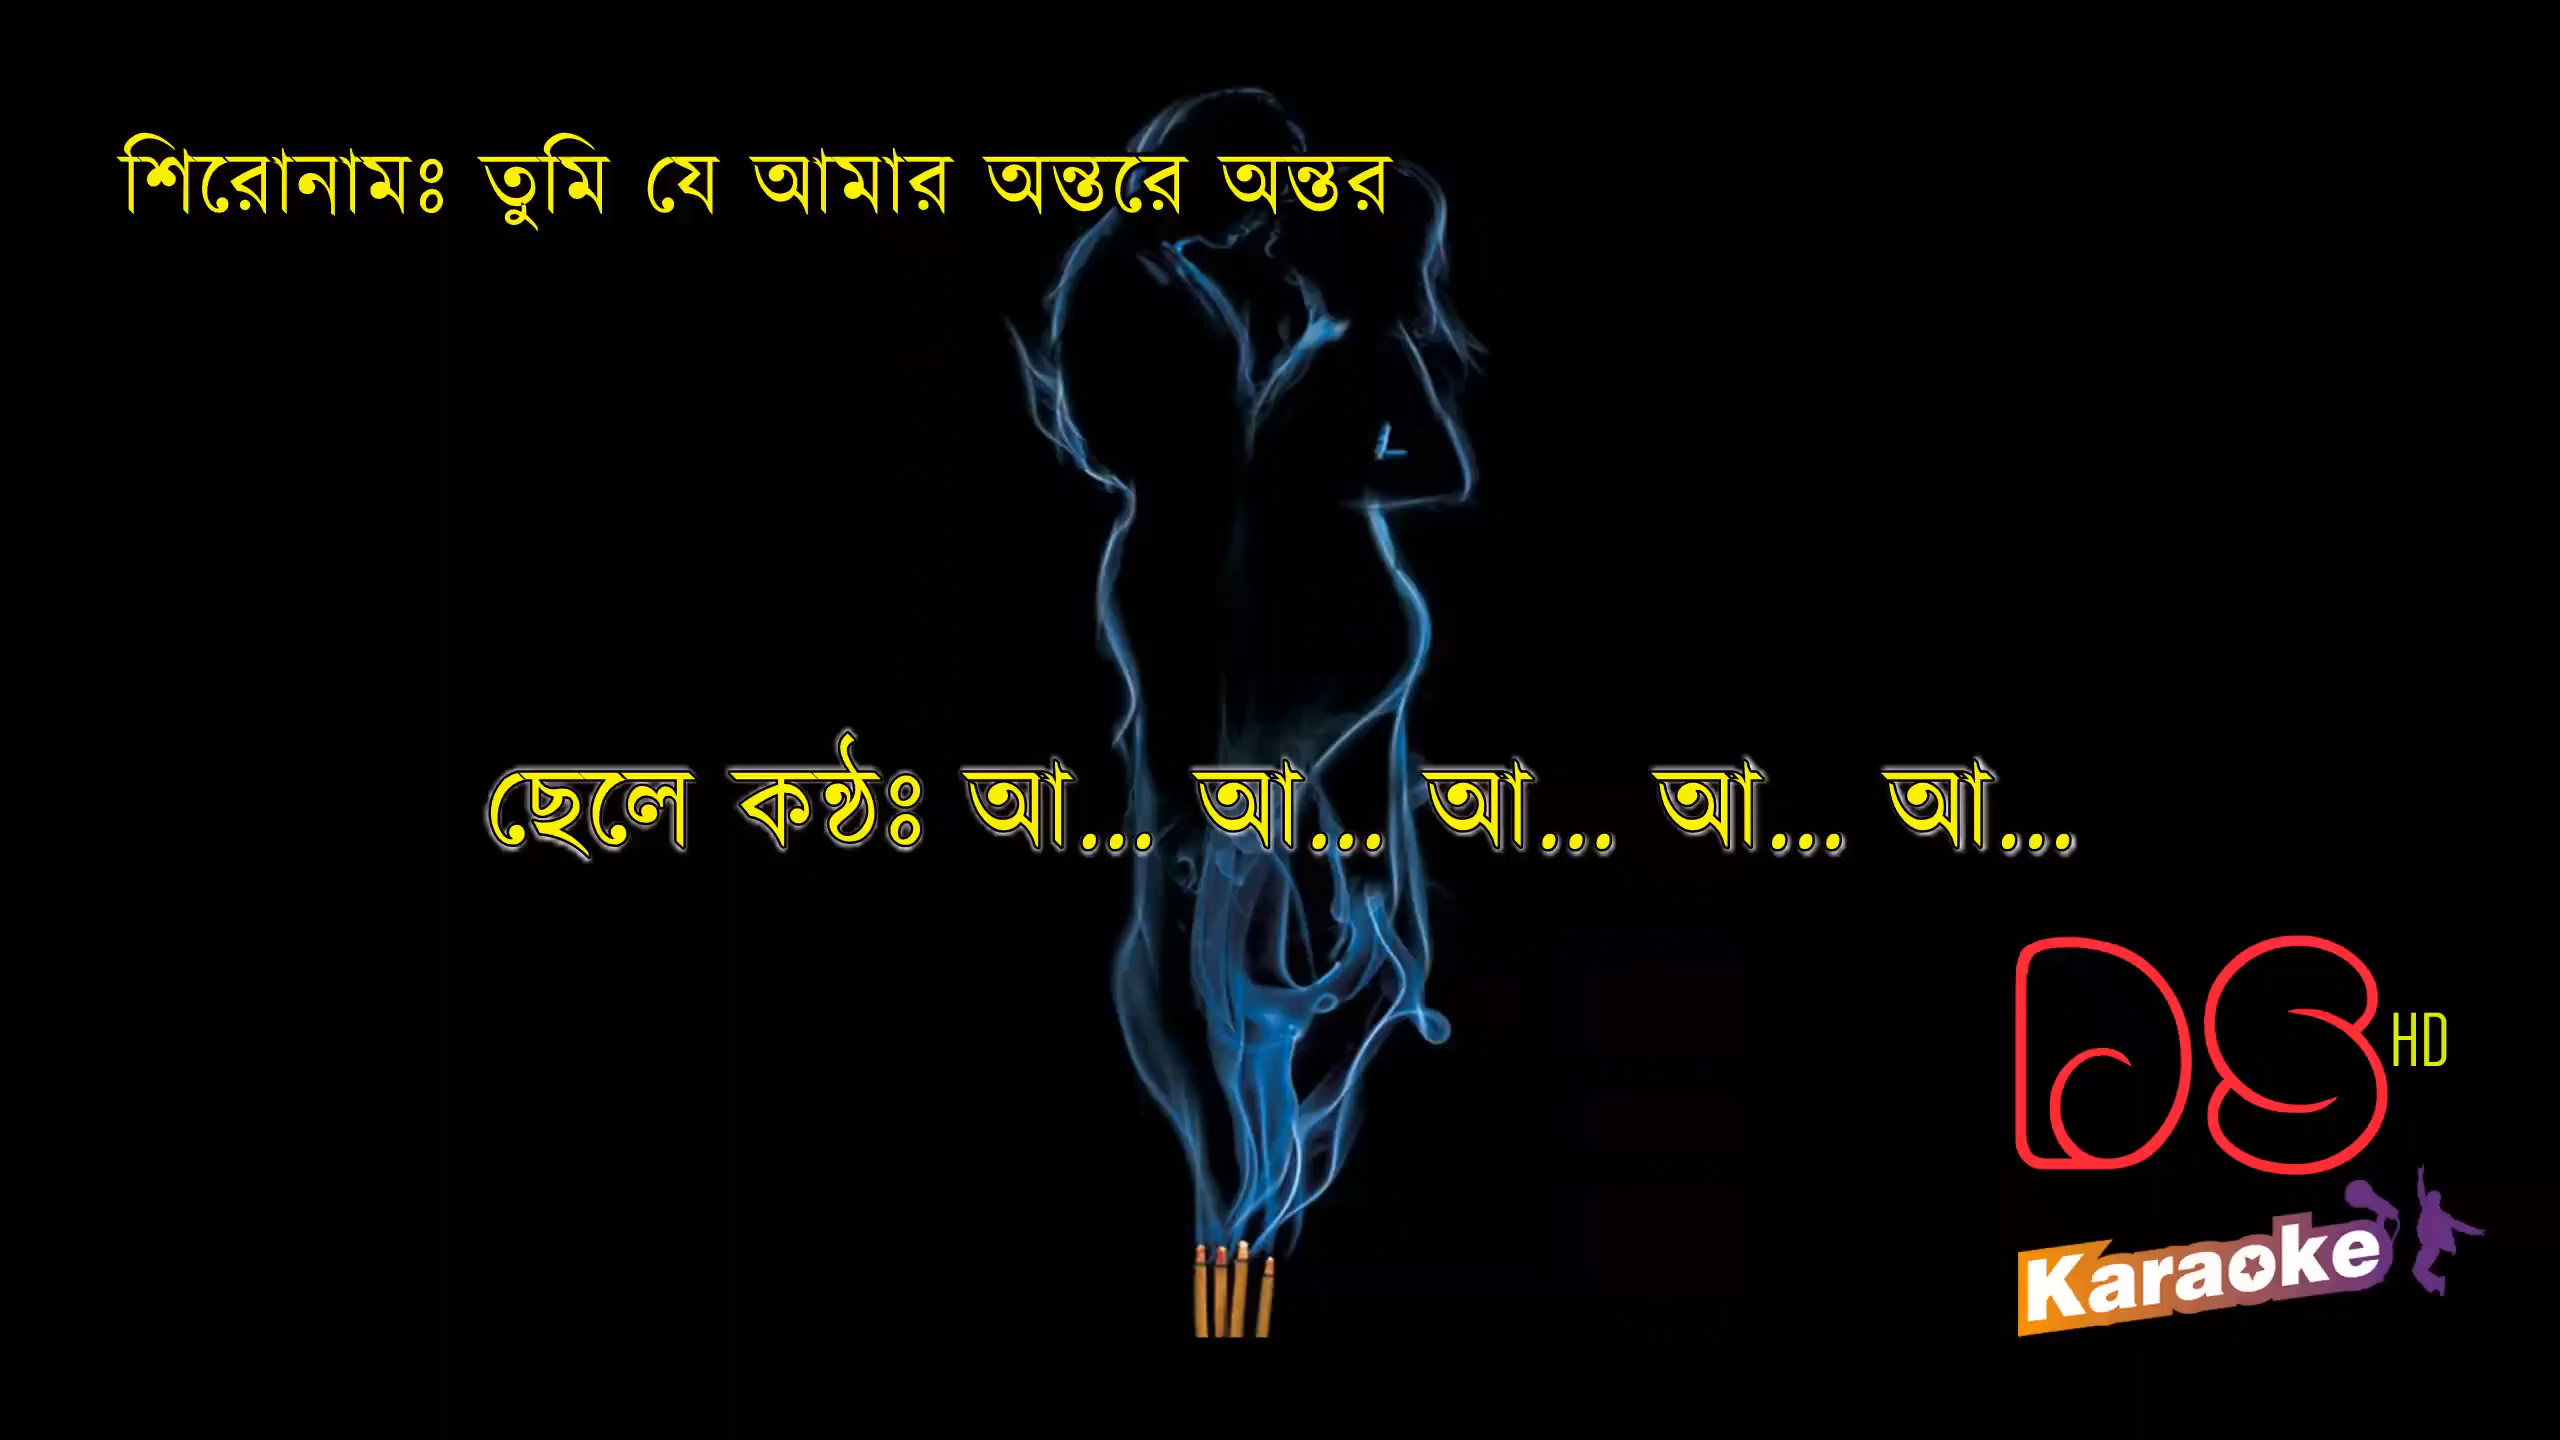 শিরোনামঃ তুমি যে আমার অন্তরে অন্তর
ছেলে কন্ঠঃ আ... আ... আ... আ... আ...
DS HD
Karaoke